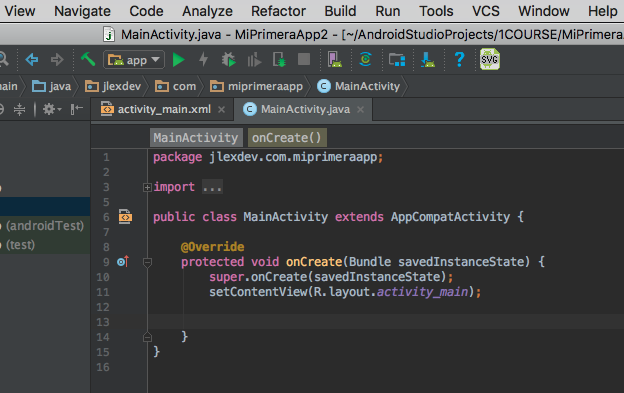 View Navigate Code Analyze Refactor Build Run Tools VCS Window Help
MainActivity.java - MiPrimeraApp2 - [~/AndroidStudioProjects/1COURSE/MiPrimera
app SVG
java jlexdev com miprimeraapp MainActivity
activity_main.xml MainActivity.java
MainActivity onCreate()
1 package jlexdev.com.miprimeraapp;
2
3 import ...
5
6 public class MainActivity extends AppCompatActivity {
7
8 @Override
9 protected void onCreate(Bundle savedInstanceState) {
10 super.onCreate(savedInstanceState);
11 setContentView(R.layout.activity_main);
12
13
14 }
15 }
16
(androidTest)
(test)